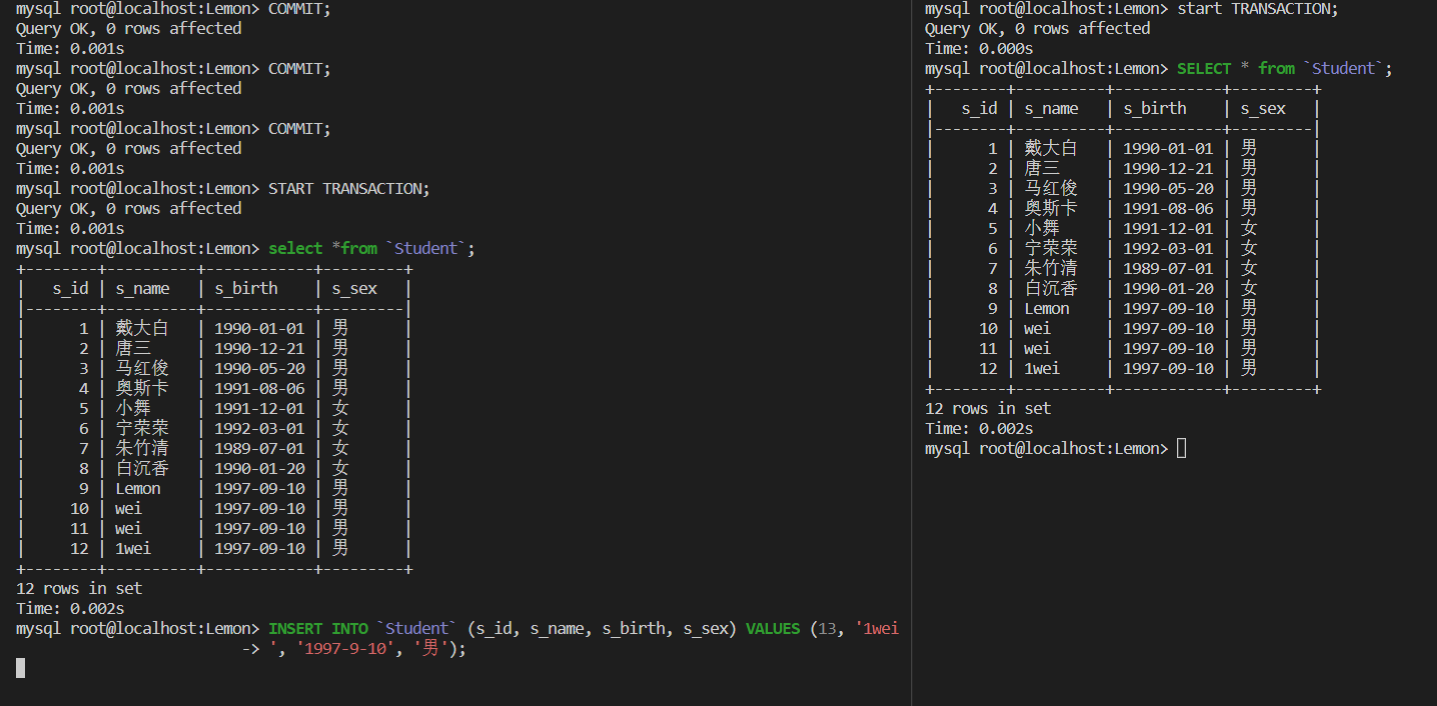 mysql root@localhost:Lemon> COMMIT;
Query OK, 0 rows affected
Time: 0.001s
mysql root@localhost:Lemon> COMMIT;
Query OK, 0 rows affected
Time: 0.001s
mysql root@localhost:Lemon> COMMIT;
Query OK, 0 rows affected
Time: 0.001s
mysql root@localhost:Lemon> START TRANSACTION;
Query OK, 0 rows affected
Time: 0.001s
mysql root@localhost:Lemon> select *from `Student`;
+--------+----------+------------+---------+
|   s_id | s_name   | s_birth    | s_sex   |
|--------+----------+------------+---------|
|      1 | 戴大白   | 1990-01-01 | 男      |
|      2 | 唐三     | 1990-12-21 | 男      |
|      3 | 马红俊   | 1990-05-20 | 男      |
|      4 | 奥斯卡   | 1991-08-06 | 男      |
|      5 | 小舞     | 1991-12-01 | 女      |
|      6 | 宁荣荣   | 1992-03-01 | 女      |
|      7 | 朱竹清   | 1989-07-01 | 女      |
|      8 | 白沉香   | 1990-01-20 | 女      |
|      9 | Lemon    | 1997-09-10 | 男      |
|     10 | wei      | 1997-09-10 | 男      |
|     11 | wei      | 1997-09-10 | 男      |
|     12 | 1wei     | 1997-09-10 | 男      |
+--------+----------+------------+---------+
12 rows in set
Time: 0.002s
mysql root@localhost:Lemon> INSERT INTO `Student` (s_id, s_name, s_birth, s_sex) VALUES (13, '1wei
                         -> ', '1997-9-10', '男');
mysql root@localhost:Lemon> start TRANSACTION;
Query OK, 0 rows affected
Time: 0.000s
mysql root@localhost:Lemon> SELECT * from `Student`;
+--------+----------+------------+---------+
|   s_id | s_name   | s_birth    | s_sex   |
|--------+----------+------------+---------|
|      1 | 戴大白   | 1990-01-01 | 男      |
|      2 | 唐三     | 1990-12-21 | 男      |
|      3 | 马红俊   | 1990-05-20 | 男      |
|      4 | 奥斯卡   | 1991-08-06 | 男      |
|      5 | 小舞     | 1991-12-01 | 女      |
|      6 | 宁荣荣   | 1992-03-01 | 女      |
|      7 | 朱竹清   | 1989-07-01 | 女      |
|      8 | 白沉香   | 1990-01-20 | 女      |
|      9 | Lemon    | 1997-09-10 | 男      |
|     10 | wei      | 1997-09-10 | 男      |
|     11 | wei      | 1997-09-10 | 男      |
|     12 | 1wei     | 1997-09-10 | 男      |
+--------+----------+------------+---------+
12 rows in set
Time: 0.002s
mysql root@localhost:Lemon>